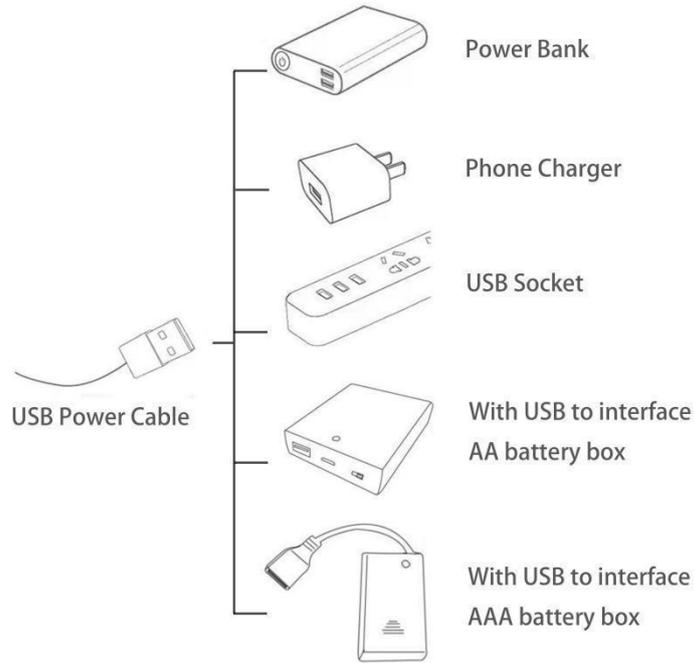 Power Bank
Phone Charger
USB Socket
USB Power Cable
With USB to interface
AA battery box
With USB to interface
AAA battery box